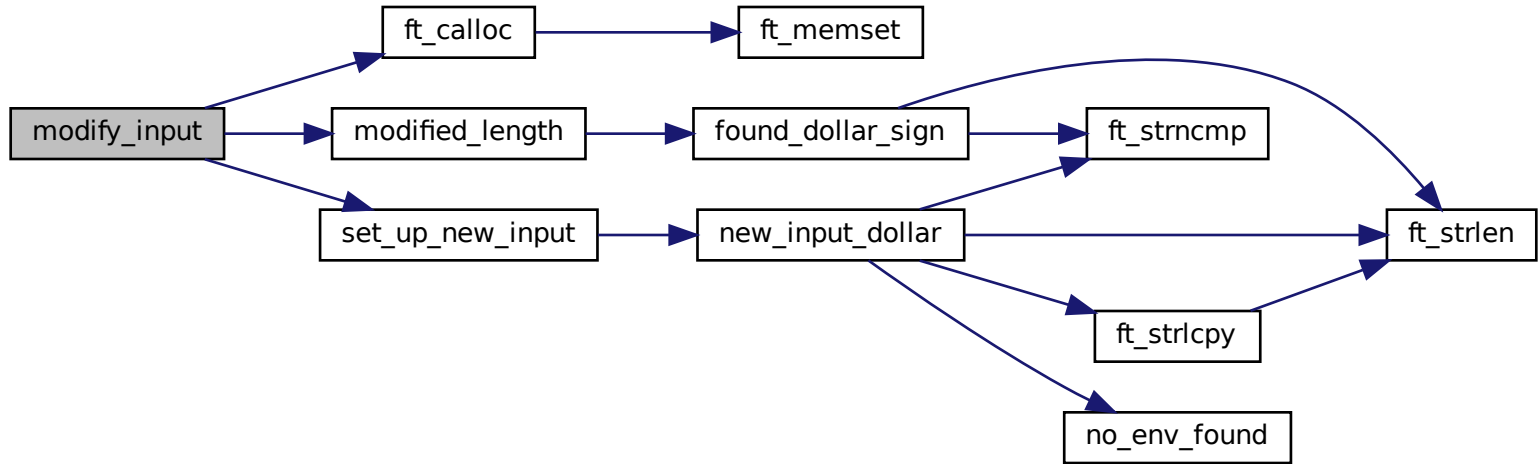 ft_calloc
ft_memset
modify_input
modified_length
found_dollar_sign
ft_strncmp
set_up_new_input
new_input_dollar
ft_strlen
ft_strlcpy
no_env_found